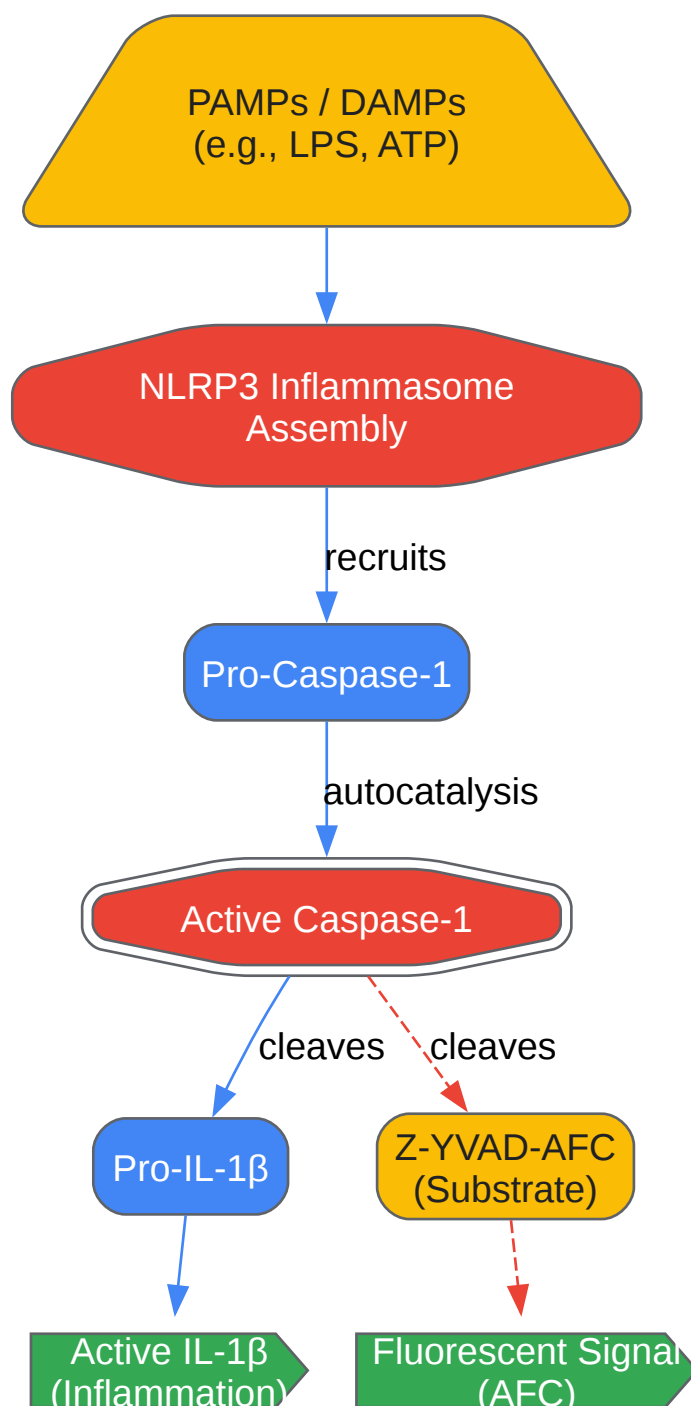 PAMPs / DAMPs
(e.g., LPS, ATP)
NLRP3 Inflammasome
Assembly
recruits
Pro-Caspase-1
autocatalysis
Active Caspase-1
cleaves
cleaves
Pro-IL-1β
Z-YVAD-AFC
(Substrate)
Active IL-1β
(Inflammation)
Fluorescent Signal
(AFC)